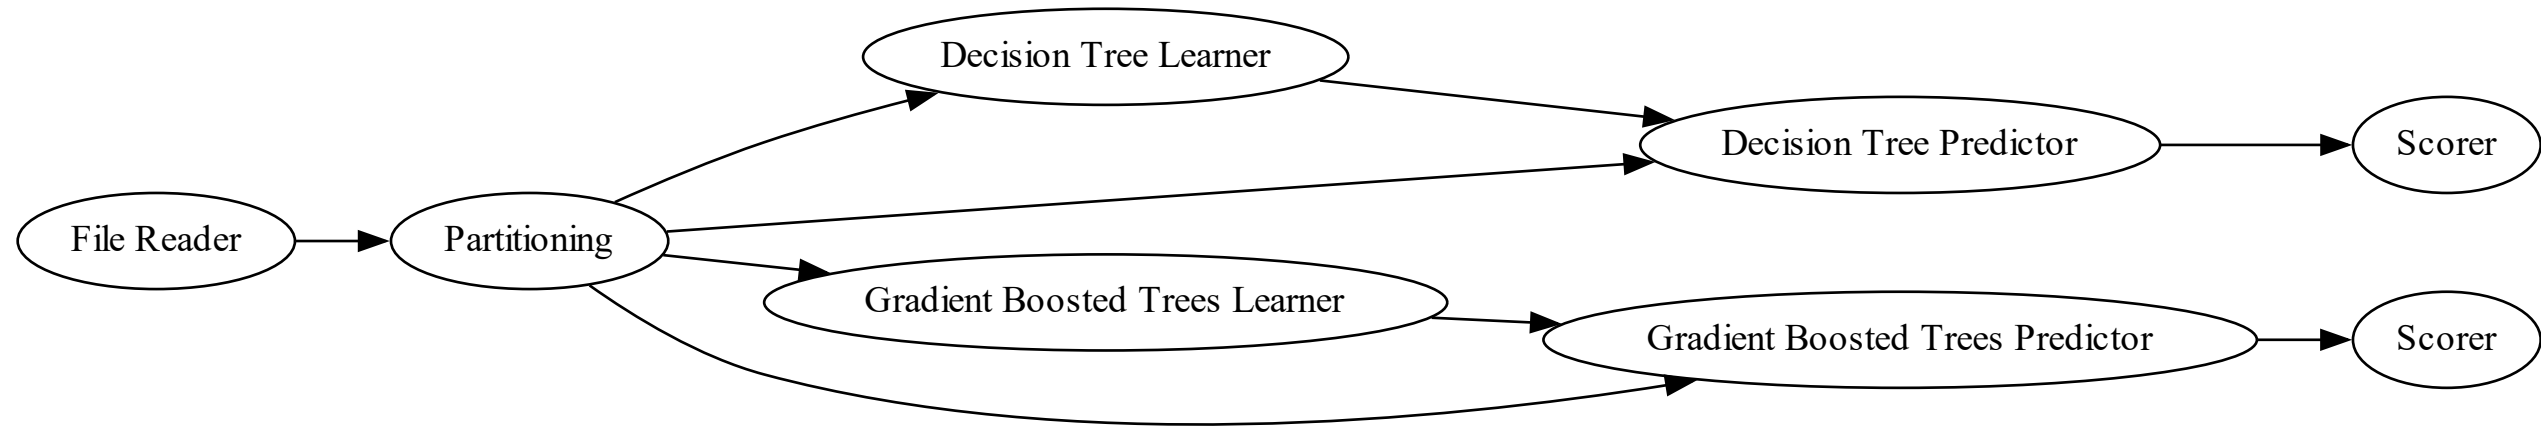 Decision Tree Learner
Decision Tree Predictor
Scorer
File Reader
Partitioning
Gradient Boosted Trees Learner
Gradient Boosted Trees Predictor
Scorer